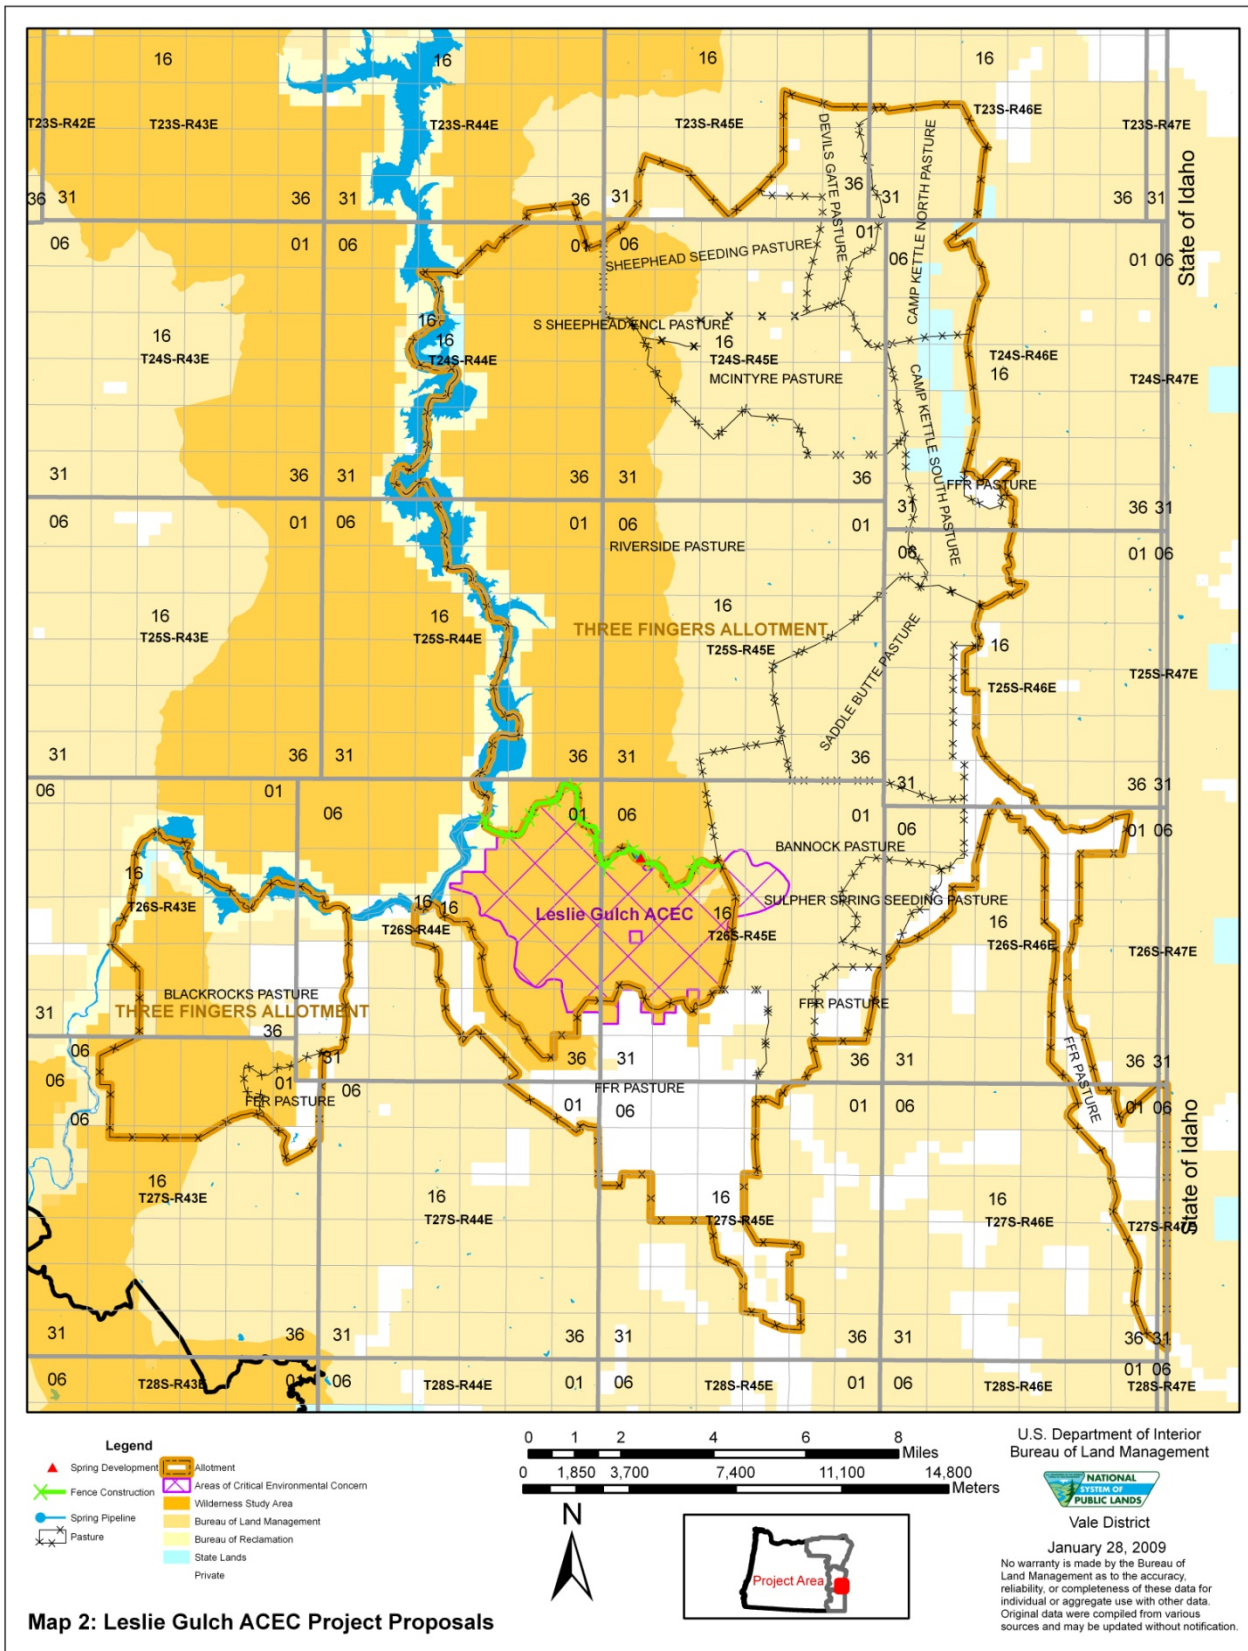 16
16
16
16
T23S-R42E
T23S-R43E
T23S-R44E
T23S-R45E
T23S-R46E
T23S-R47E
DEVILS GATE PASTURE
CAMP KETTLE NORTH PASTURE
State of Idaho
36
31
36
31
36
31
36
31
36
31
06
01
06
01
06
01
06
01
06
SHEEPHEAD SEEDING PASTURE
S SHEEPHEAD ENCL PASTURE
16
16
16
16
16
T24S-R43E
T24S-R44E
T24S-R45E
T24S-R46E
T24S-R47E
MCINTYRE PASTURE
CAMP KETTLE SOUTH PASTURE
FFR PASTURE
31
36
31
36
31
36
31
36
31
06
01
06
01
06
01
06
01
06
RIVERSIDE PASTURE
16
16
16
16
THREE FINGERS ALLOTMENT
T25S-R43E
T25S-R44E
T25S-R45E
T25S-R46E
T25S-R47E
SADDLE BUTTE PASTURE
31
36
31
36
31
36
31
36
31
06
01
06
01
06
06
01
06
BANNOCK PASTURE
SULPHER SPRING SEEDING PASTURE
16
16
16
16
16
Leslie Gulch ACEC
T26S-R43E
T26S-R44E
T26S-R45E
T26S-R46E
T26S-R47E
BLACKROCKS PASTURE
THREE FINGERS ALLOTMENT
FFR PASTURE
31
36
06
31
36
31
36
31
36
31
FFR PASTURE
06
01
06
FFR PASTURE
FFR PASTURE
06
01
06
01
06
01
06
State of Idaho
16
16
16
16
T27S-R43E
T27S-R44E
T27S-R45E
T27S-R46E
T27S-R47E
31
36
31
36
31
36
31
36
31
06
01
06
01
06
01
06
01
06
T28S-R43E
T28S-R44E
T28S-R45E
T28S-R46E
T28S-R47E
Legend
Spring Development
Fence Construction
Spring Pipeline
Pasture
Allotment
Areas of Critical Environmental Concern
Wilderness Study Area
Bureau of Land Management
Bureau of Reclamation
State Lands
Private
0 1 2 4 6 8
Miles
0 1,850 3,700 7,400 11,100 14,800
Meters
N
Project Area
U.S. Department of Interior
Bureau of Land Management
NATIONAL
SYSTEM OF
PUBLIC LANDS
Vale District
January 28, 2009
No warranty is made by the Bureau of
Land Management as to the accuracy,
reliability, or completeness of these data for
individual or aggregate use with other data.
Original data were compiled from various
sources and may be updated without notification.
Map 2: Leslie Gulch ACEC Project Proposals